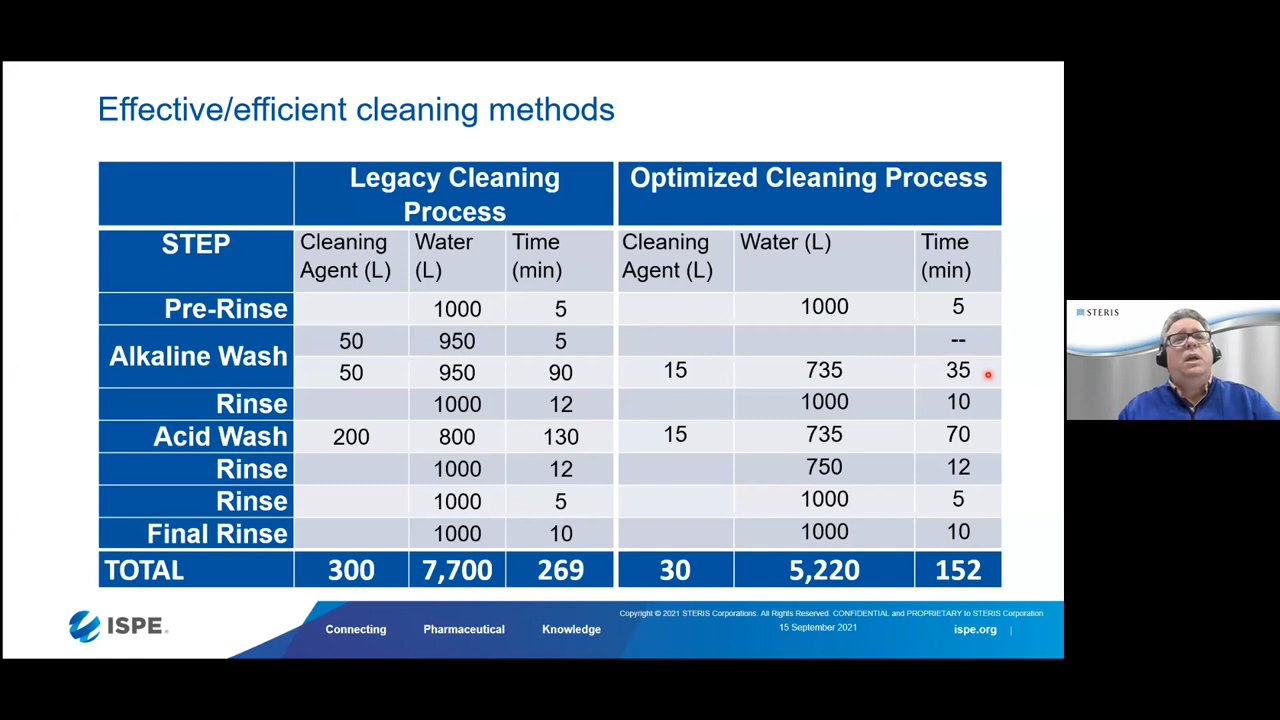 Effective/efficient cleaning methods
Legacy Cleaning Process
Optimized Cleaning Process
STEP
Cleaning Agent (L)
Water (L)
Time (min)
Cleaning Agent (L)
Water (L)
Time (min)
Pre-Rinse 1000 5 1000 5
Alkaline Wash
50 950 5 --
50 950 90 15 735 35
Rinse 1000 12 1000 10
Acid Wash 200 800 130 15 735 70
Rinse 1000 12 750 12
Rinse 1000 5 1000 5
Final Rinse 1000 10 1000 10
TOTAL 300 7,700 269 30 5,220 152
ISPE.
Connecting Pharmaceutical Knowledge
Copyright © 2021 STERIS Corporations. All Rights Reserved. CONFIDENTIAL and PROPRIETARY to STERIS Corporation
15 September 2021
ispe.org |
STERIS